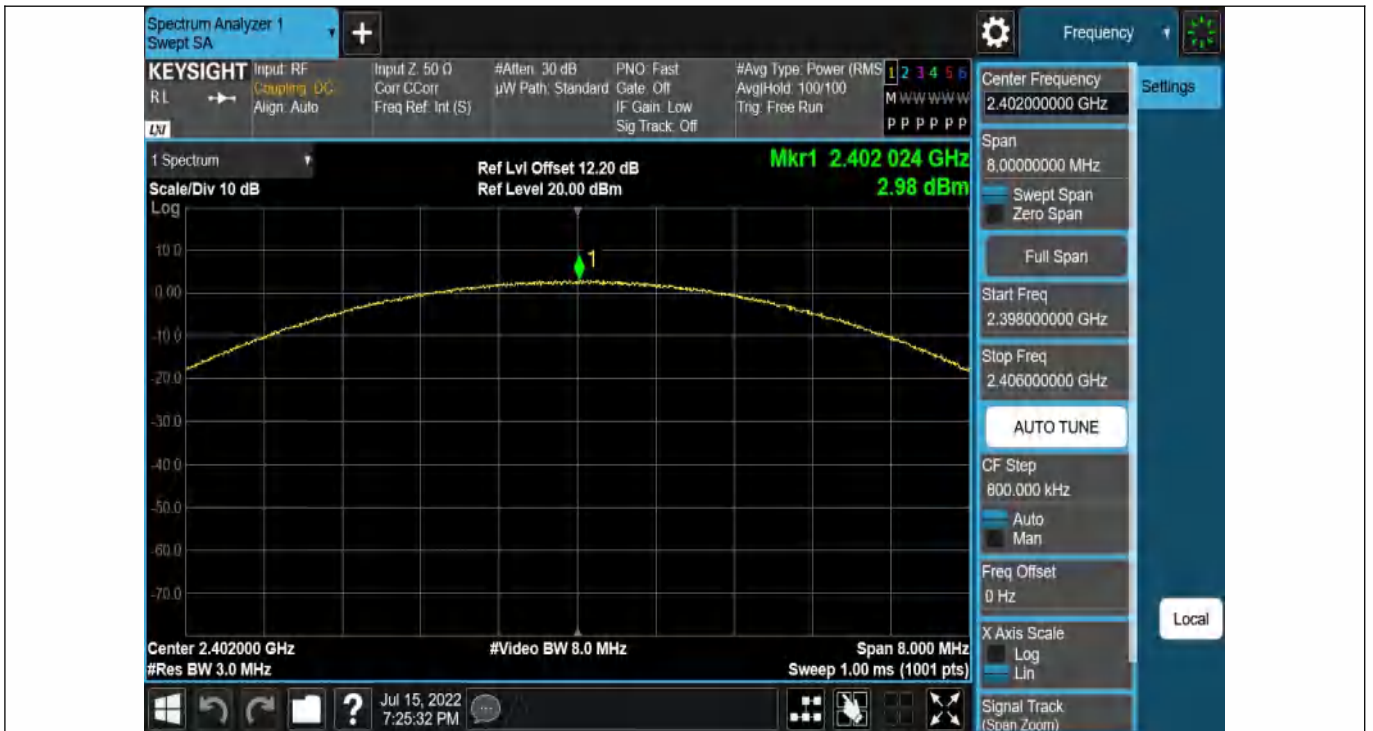 Spectrum Analyzer 1
Swept SA
+
Frequency
KEYSIGHT
RL
LXI
Input: RF
Coupling: DC
Align: Auto
Input Z: 50 Ω
Corr CCorr
Freq Ref: Int (S)
#Atten: 30 dB
µW Path: Standard
PNO: Fast
Gate: Off
IF Gain: Low
Sig Track: Off
#Avg Type: Power (RMS
Avg|Hold: 100/100
Trig: Free Run
1 2 3 4 5 6
M W W W W W
P P P P P P
1 Spectrum
Scale/Div 10 dB
Log
Ref Lvl Offset 12.20 dB
Ref Level 20.00 dBm
Mkr1 2.402 024 GHz
2.98 dBm
1
10.0
0.00
-10.0
-20.0
-30.0
-40.0
-50.0
-60.0
-70.0
Center 2.402000 GHz
#Res BW 3.0 MHz
#Video BW 8.0 MHz
Span 8.000 MHz
Sweep 1.00 ms (1001 pts)
?
Jul 15, 2022
7:25:32 PM
Center Frequency
2.402000000 GHz
Settings
Span
8.00000000 MHz
Swept Span
Zero Span
Full Span
Start Freq
2.398000000 GHz
Stop Freq
2.406000000 GHz
AUTO TUNE
CF Step
800.000 kHz
Auto
Man
Freq Offset
0 Hz
X Axis Scale
Log
Lin
Local
Signal Track
(Span Zoom)